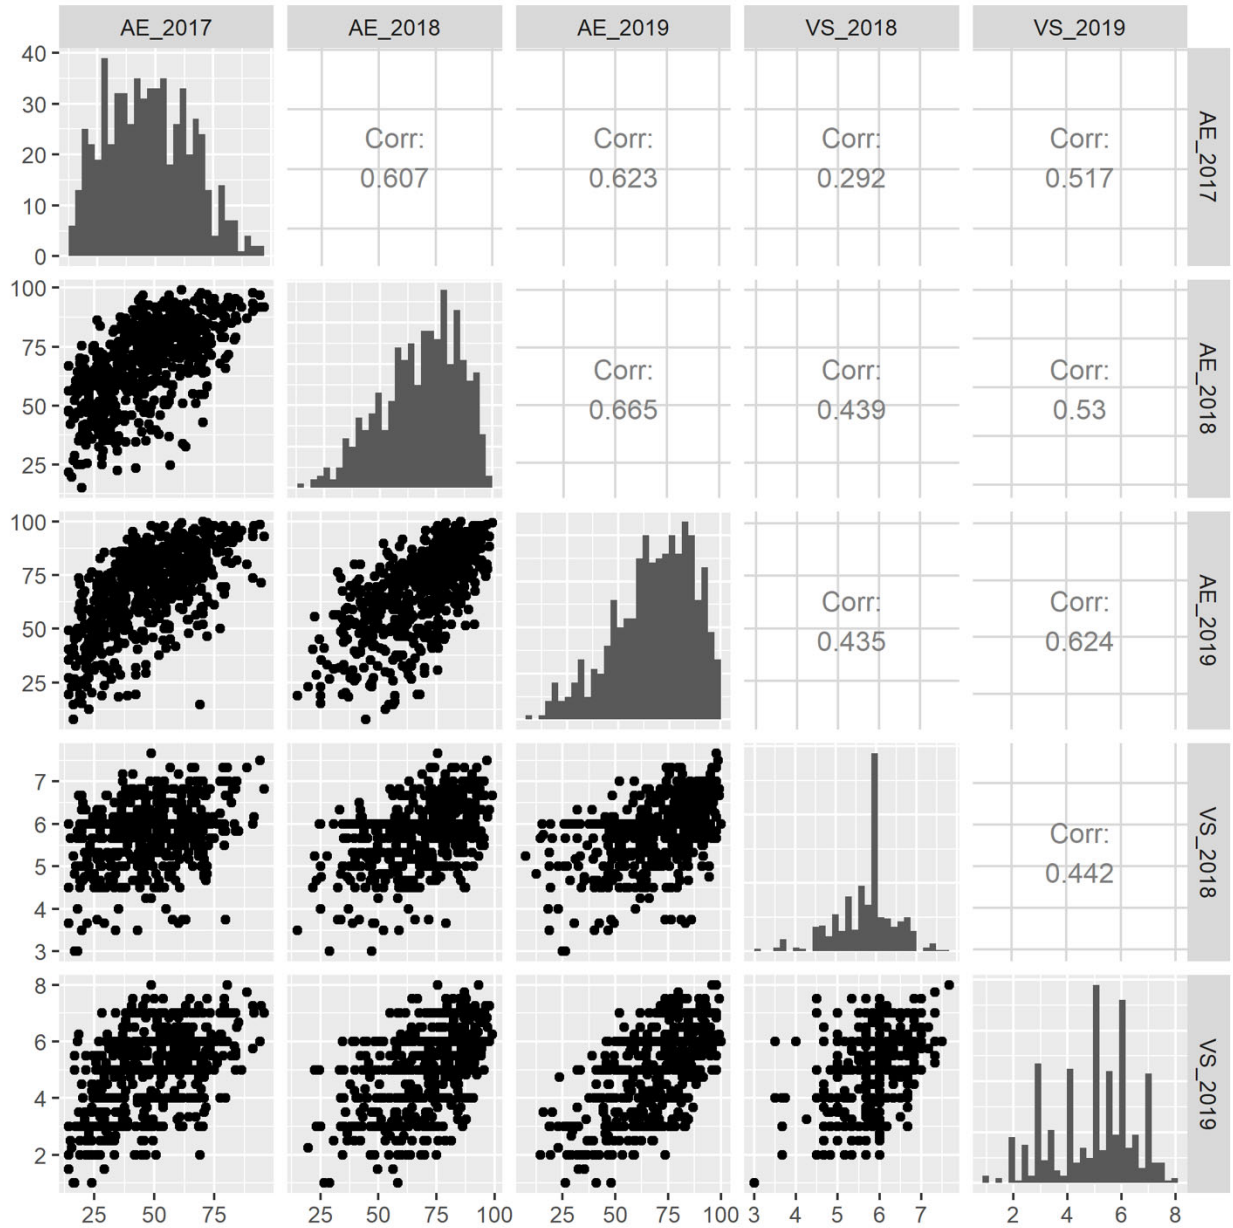 AE_2017 AE_2018 AE_2019 VS_2018 VS_2019
40
30
20
10
0
Corr:
0.607
Corr:
0.623
Corr:
0.292
Corr:
0.517
AE_2017
100
75
50
25
Corr:
0.665
Corr:
0.439
Corr:
0.53
AE_2018
100
75
50
25
Corr:
0.435
Corr:
0.624
AE_2019
7
6
5
4
3
Corr:
0.442
VS_2018
8
6
4
2
VS_2019
25 50 75 25 50 75 100 25 50 75 100 3 4 5 6 7 2 4 6 8